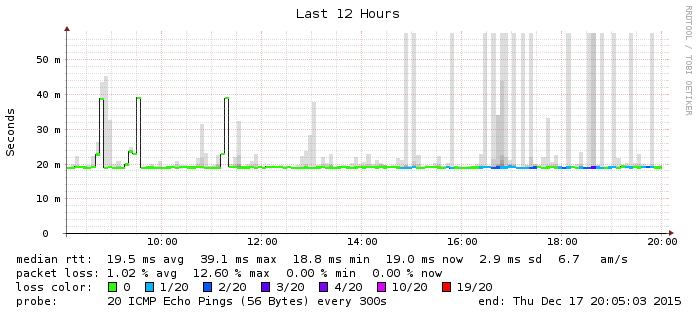 Last 12 Hours
RRDTOOL / TOBI OETIKER
Seconds
50 m
40 m
30 m
20 m
10 m
0
10:00 12:00 14:00 16:00 18:00 20:00
median rtt: 19.5 ms avg 39.1 ms max 18.8 ms min 19.0 ms now 2.9 ms sd 6.7 am/s
packet loss: 1.02 % avg 12.60 % max 0.00 % min 0.00 % now
loss color: 0 1/20 2/20 3/20 4/20 10/20 19/20
probe: 20 ICMP Echo Pings (56 Bytes) every 300s end: Thu Dec 17 20:05:03 2015